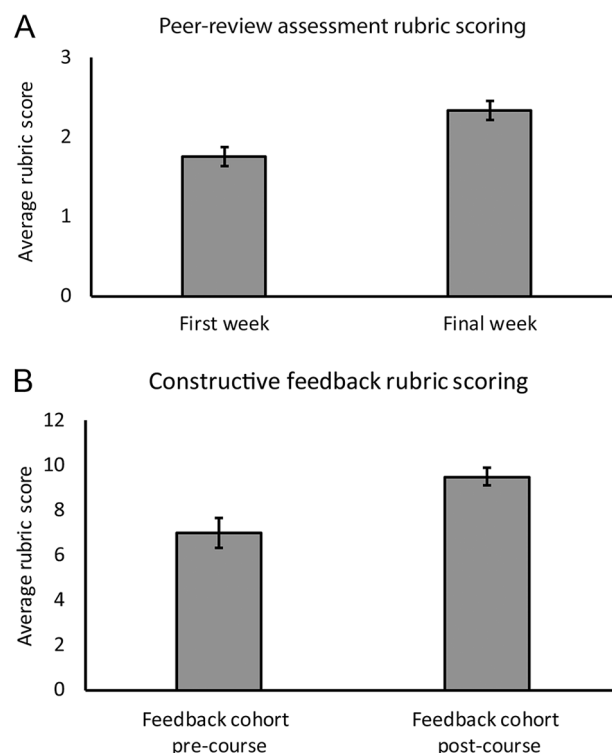 A
Peer-review assessment rubric scoring
Average rubric score
3
2
1
0
First week
Final week
B
Constructive feedback rubric scoring
Average rubric score
12
10
8
6
4
2
0
Feedback cohort
pre-course
Feedback cohort
post-course